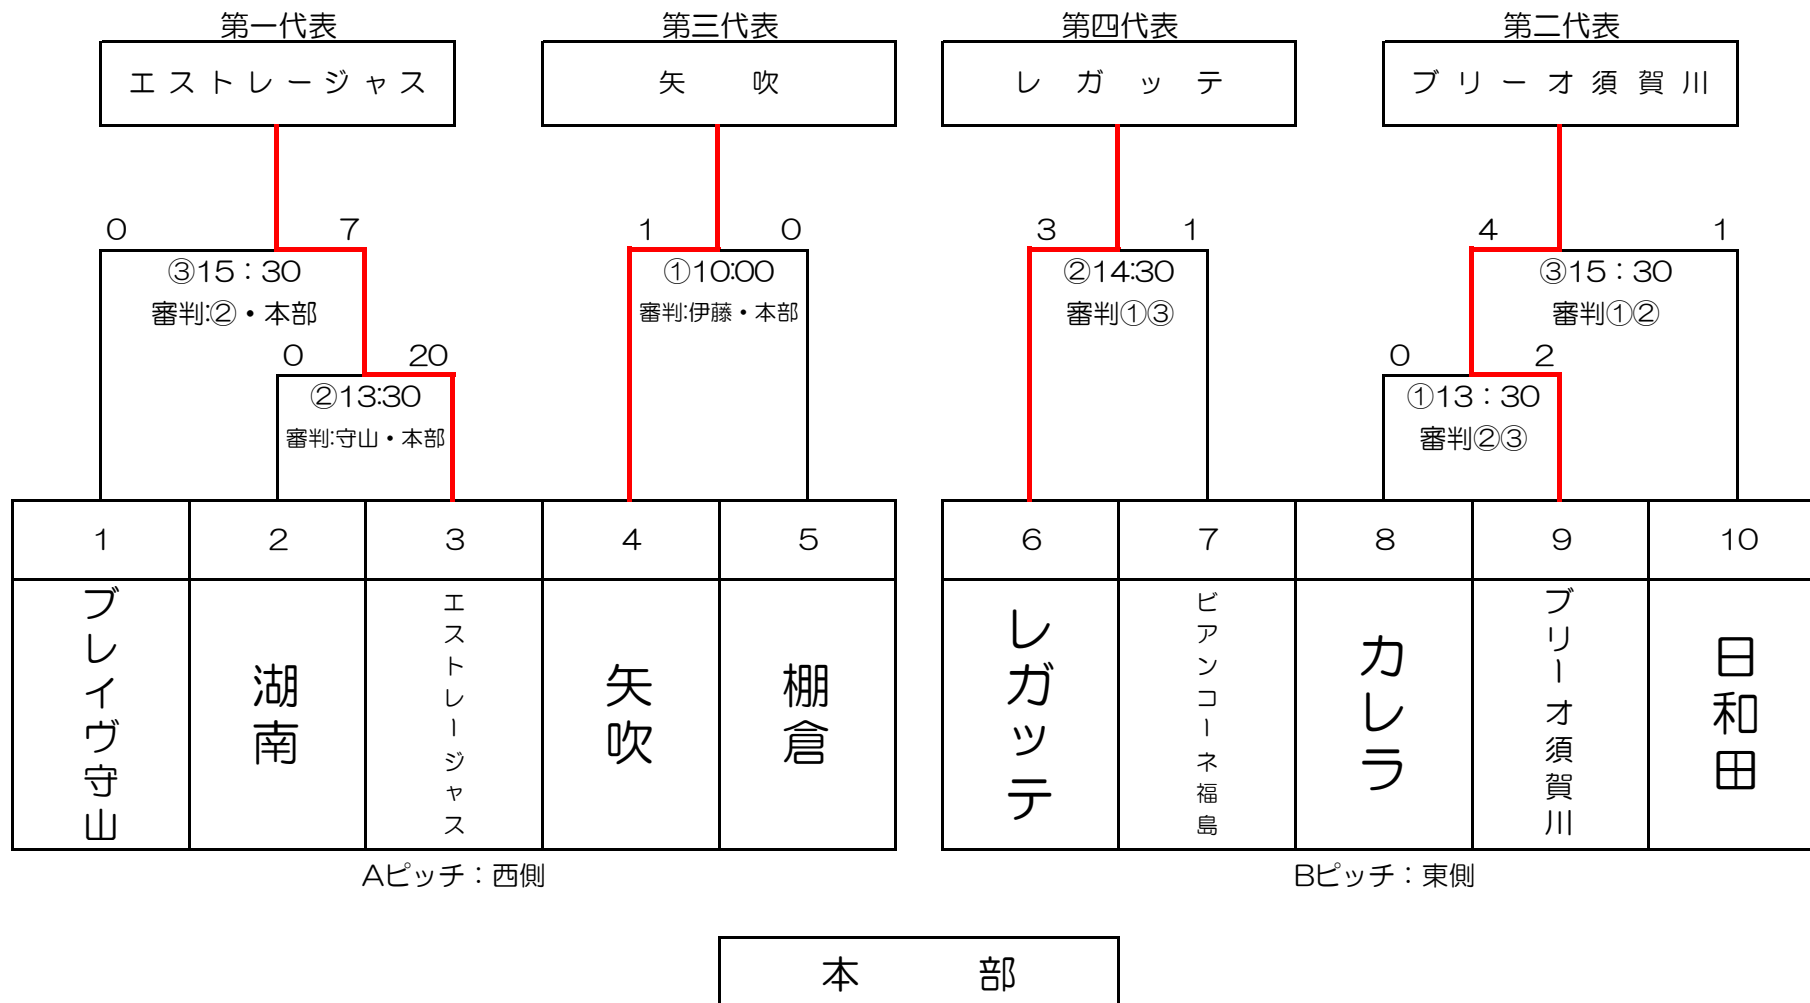 第一代表 第三代表 第四代表 第二代表
エストレージャス 矢吹 レガッテ ブリーオ須賀川
0 7 1 0 3 1 4 1
③15：30 ①10:00 ②14:30 ③15：30
審判:②・本部 審判:伊藤・本部 審判①③ 審判①②
0 20 0 2
②13:30 ①13：30
審判:守山・本部 審判②③
1 2 3 4 5 6 7 8 9 10
ブレイヴ守山
湖南
エストレージャス
矢吹
棚倉
レガッテ
ビアンコーネ福島
カレラ
ブリーオ須賀川
日和田
Aピッチ：西側 Bピッチ：東側
本部